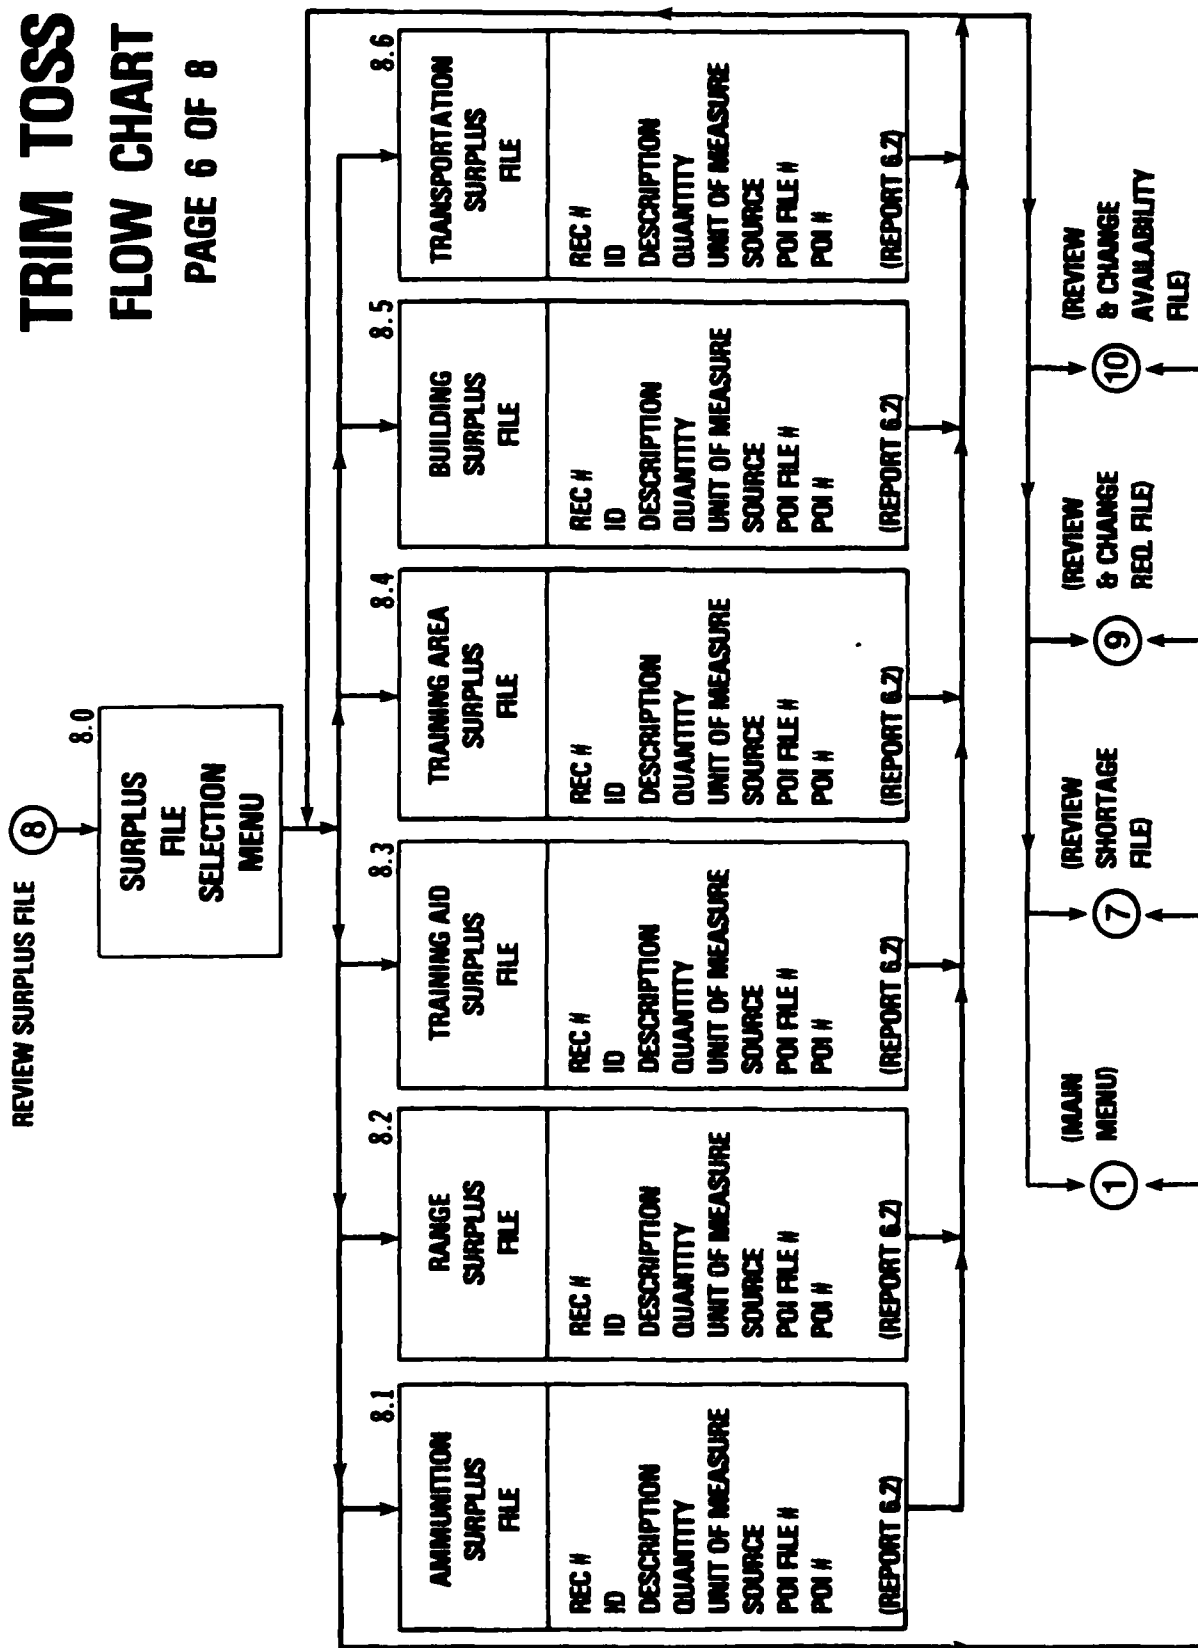 TRIM TOSS
FLOW CHART
PAGE 6 OF 8
REVIEW SURPLUS FILE
8
8.0
SURPLUS
FILE
SELECTION
MENU
8.1
AMMUNITION
SURPLUS
FILE
REC #
ID
DESCRIPTION
QUANTITY
UNIT OF MEASURE
SOURCE
POI FILE #
POI #
(REPORT 6.2)
8.2
RANGE
SURPLUS
FILE
REC #
ID
DESCRIPTION
QUANTITY
UNIT OF MEASURE
SOURCE
POI FILE #
POI #
(REPORT 6.2)
8.3
TRAINING AID
SURPLUS
FILE
REC #
ID
DESCRIPTION
QUANTITY
UNIT OF MEASURE
SOURCE
POI FILE #
POI #
(REPORT 6.2)
8.4
TRAINING AREA
SURPLUS
FILE
REC #
ID
DESCRIPTION
QUANTITY
UNIT OF MEASURE
SOURCE
POI FILE #
POI #
(REPORT 6.2)
8.5
BUILDING
SURPLUS
FILE
REC #
ID
DESCRIPTION
QUANTITY
UNIT OF MEASURE
SOURCE
POI FILE #
POI #
(REPORT 6.2)
8.6
TRANSPORTATION
SURPLUS
FILE
REC #
ID
DESCRIPTION
QUANTITY
UNIT OF MEASURE
SOURCE
POI FILE #
POI #
(REPORT 6.2)
1
(MAIN
MENU)
7
(REVIEW
SHORTAGE
FILE)
9
(REVIEW
& CHANGE
REQ. FILE)
10
(REVIEW
& CHANGE
AVAILABILITY
FILE)